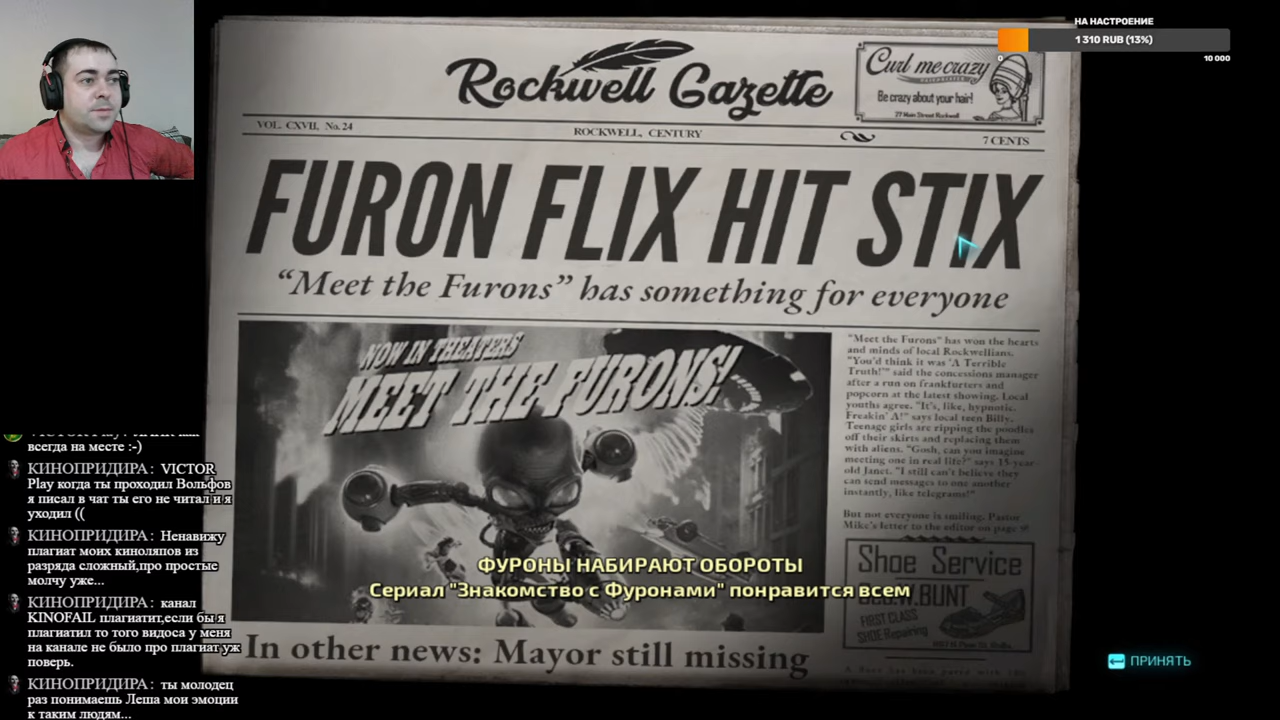 НА НАСТРОЕНИЕ
1 310 RUB (13%)
0
10 000
Rockwell Gazette
Curl me crazy
Be crazy about your hair!
27 Main Street Rockwell
VOL. CXVII, No. 24
ROCKWELL, CENTURY
7 CENTS
FURON FLIX HIT STIX
“Meet the Furons” has something for everyone
NOW IN THEATERS
MEET THE FURONS!
"Meet the Furons" has won the hearts
and minds of local Rockwellians.
"You'd think it was 'A Terrible
Truth!'" said the concessions manager
after a run on frankfurters and
popcorn at the latest showing. Local
youths agree. "It's, like, hypnotic.
Freakin' A!" says local teen Billy.
Teenage girls are ripping the poodles
off their skirts and replacing them
with aliens. "Gosh, can you imagine
meeting one in real life?" says 15-year
old Janet. "I still can't believe they
can send messages to one another
instantly, like telegrams!"
But not everyone is smiling. Pastor
Mike's letter to the editor on page 9!
Shoe Service
W.BUNT
FIRST CLASS
SHOE Repairing
In other news: Mayor still missing
ФУРОНЫ НАБИРАЮТ ОБОРОТЫ
Сериал "Знакомство с Фуронами" понравится всем
ПРИНЯТЬ
всегда на месте :-)
КИНОПРИДИРА: VICTOR
Play когда ты проходил Вольфов
я писал в чат ты его не читал и я
уходил ((
КИНОПРИДИРА: Ненавижу
плагиат моих киноляпов из
разряда сложный,про простые
молчу уже...
КИНОПРИДИРА: канал
KINOFAIL плагиатит,если бы я
плагиатил то того видоса у меня
на канале не было про плагиат уж
поверь.
КИНОПРИДИРА: ты молодец
раз понимаешь Леша мои эмоции
к таким людям...